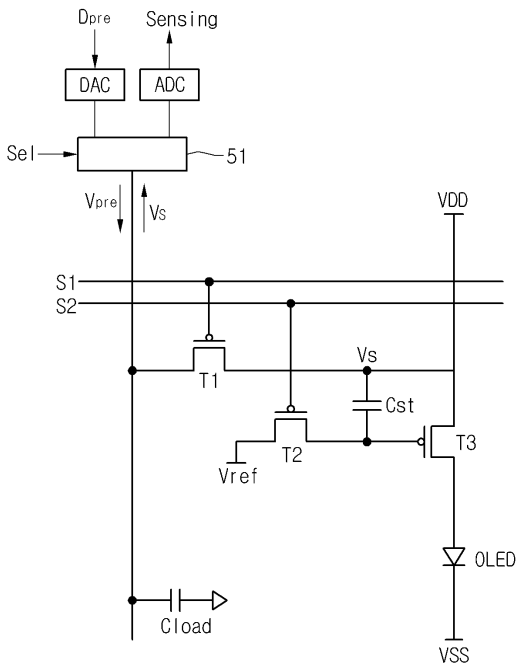 Dpre
Sensing
DAC
ADC
Sel
51
Vpre
Vs
VDD
S1
S2
Vs
T1
Cst
T2
T3
Vref
OLED
Cload
VSS